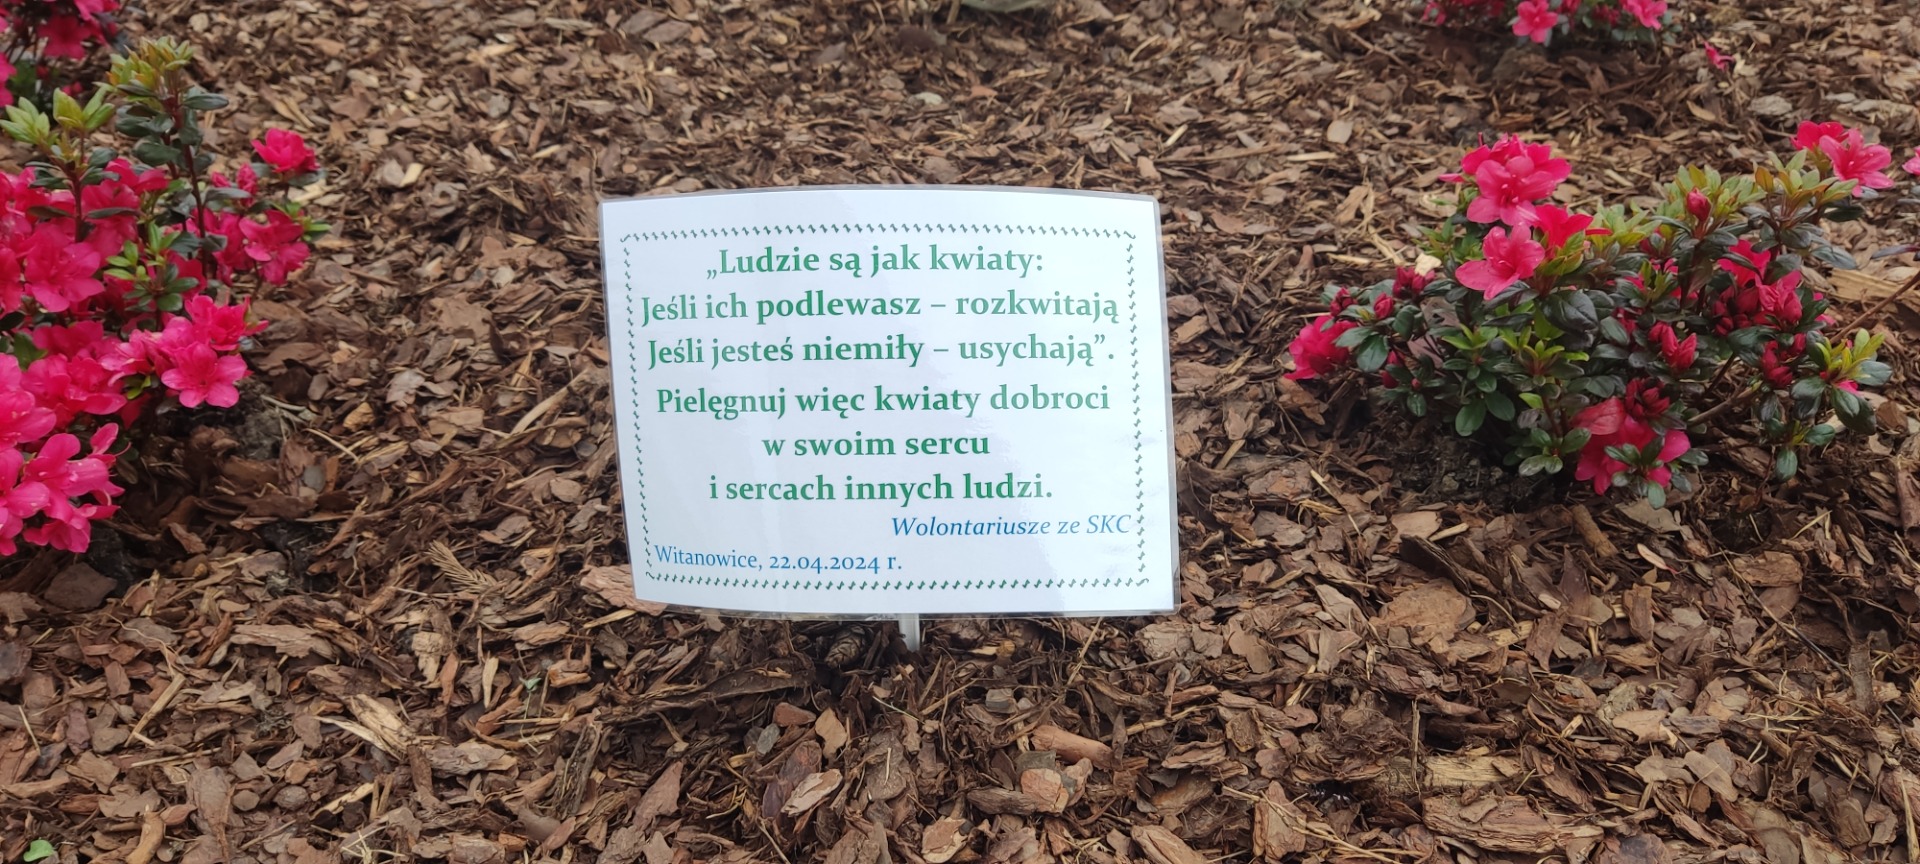 „Ludzie są jak kwiaty:
Jeśli ich podlewasz – rozkwitają
Jeśli jesteś niemiły – usychają”.
Pielęgnuj więc kwiaty dobroci
w swoim sercu
i sercach innych ludzi.
Wolontariusze ze SKC
Witanowice, 22.04.2024 r.